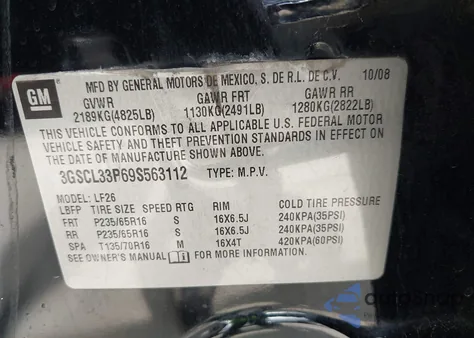 GM
MFD BY GENERAL MOTORS DE MEXICO, S. DE R.L. DE C.V. 10/08
GVWR GAWR FRT GAWR RR
2189KG(4825LB) 1130KG(2491LB) 1280KG(2822LB)
THIS VEHICLE CONFORMS TO ALL APPLICABLE U.S. FEDERAL MOTOR
VEHICLE SAFETY AND THEFT PREVENTION STANDARDS IN EFFECT ON
THE DATE OF MANUFACTURE SHOWN ABOVE.
3GSCL33P69S563112 TYPE: M.P.V.
MODEL: LF26
LBFP TIRE SIZE SPEED RTG RIM COLD TIRE PRESSURE
FRT P235/65R16 S 16X6.5J 240KPA(35PSI)
RR P235/65R16 S 16X6.5J 240KPA(35PSI)
SPA T135/70R16 M 16X4T 420KPA(60PSI)
SEE OWNER'S MANUAL FOR MORE INFORMATION.
autosnap